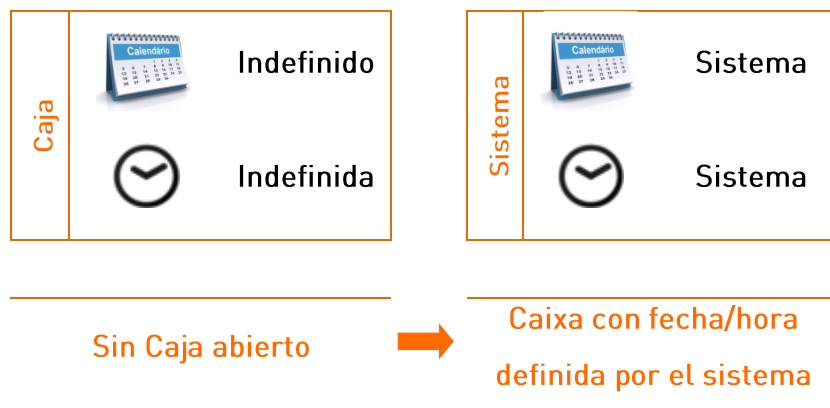 Caja
Calendário
Indefinido
Indefinida
Sistema
Calendário
Sistema
Sistema
Sin Caja abierto
Caixa con fecha/hora
definida por el sistema